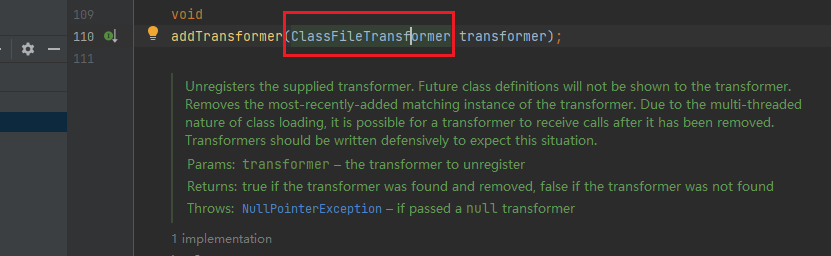 109 void
110 addTransformer(ClassFileTransformer transformer);
111
Unregisters the supplied transformer. Future class definitions will not be shown to the transformer.
Removes the most-recently-added matching instance of the transformer. Due to the multi-threaded
nature of class loading, it is possible for a transformer to receive calls after it has been removed.
Transformers should be written defensively to expect this situation.
Params: transformer – the transformer to unregister
Returns: true if the transformer was found and removed, false if the transformer was not found
Throws: NullPointerException – if passed a null transformer
1 implementation